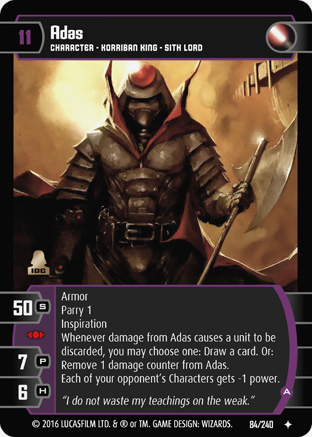 11
Adas
CHARACTER - KORRIBAN KING - SITH LORD
IDC
50 S
7 P
6 H
Armor
Parry 1
Inspiration
Whenever damage from Adas causes a unit to be
discarded, you may choose one: Draw a card. Or:
Remove 1 damage counter from Adas.
Each of your opponent's Characters gets -1 power.
"I do not waste my teachings on the weak."
A
© 2016 LUCASFILM LTD. & ® or TM. GAME DESIGN: WIZARDS.
84/240